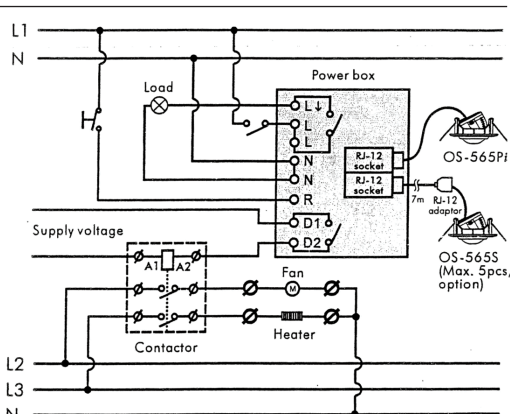 L1
N
Power box
Load
L↓
L
L
N
N
R
D1
D2
RJ-12
socket
RJ-12
socket
OS-565Pi
7m
RJ-12
adaptor
OS-565S
(Max. 5pcs,
option)
Supply voltage
A1 A2
Fan
M
Heater
Contactor
L2
L3
N